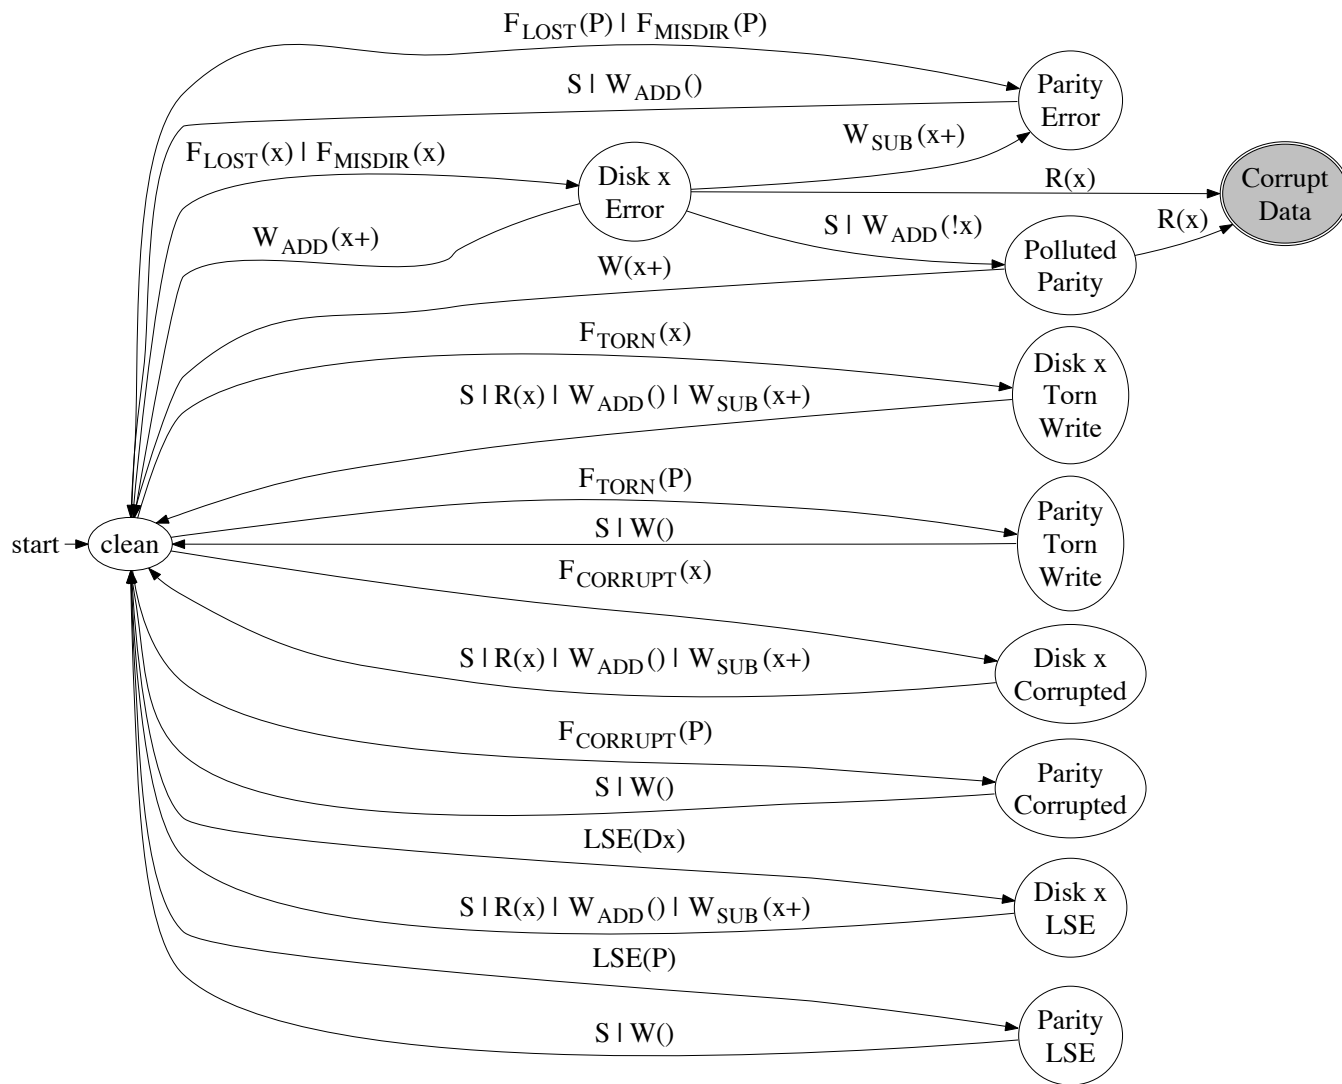 F_LOST(P) | F_MISDIR(P)
S | W_ADD()
Parity
Error
W_SUB(x+)
F_LOST(x) | F_MISDIR(x)
Disk x
Error
R(x)
Corrupt
Data
W_ADD(x+)
S | W_ADD(!x)
R(x)
W(x+)
Polluted
Parity
F_TORN(x)
Disk x
Torn
Write
S | R(x) | W_ADD() | W_SUB(x+)
F_TORN(P)
Parity
Torn
Write
S | W()
start
clean
F_CORRUPT(x)
S | R(x) | W_ADD() | W_SUB(x+)
Disk x
Corrupted
F_CORRUPT(P)
Parity
Corrupted
S | W()
LSE(Dx)
Disk x
LSE
S | R(x) | W_ADD() | W_SUB(x+)
LSE(P)
Parity
LSE
S | W()